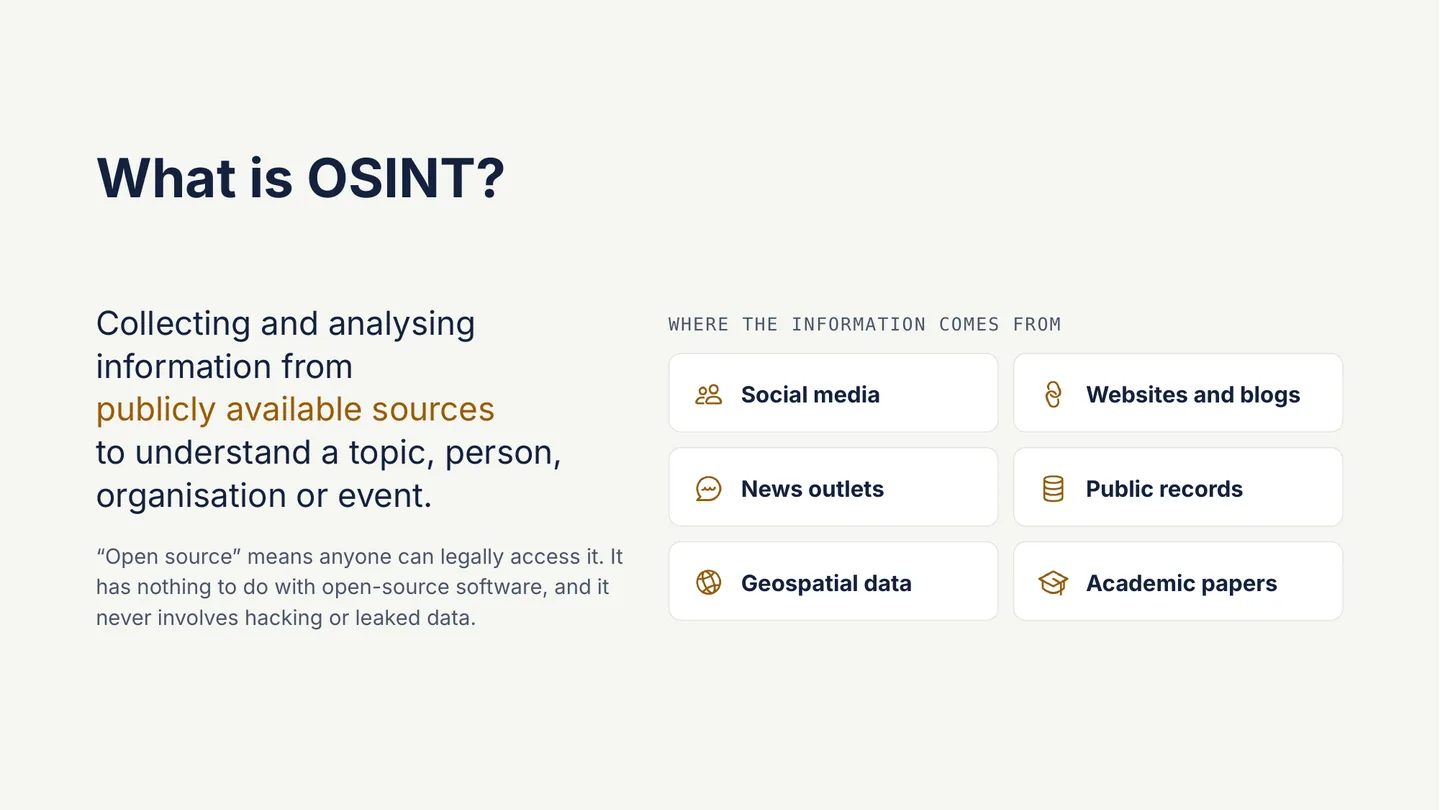 What is OSINT?
Collecting and analysing
information from
publicly available sources
to understand a topic, person,
organisation or event.
“Open source” means anyone can legally access it. It
has nothing to do with open-source software, and it
never involves hacking or leaked data.
WHERE THE INFORMATION COMES FROM
Social media
Websites and blogs
News outlets
Public records
Geospatial data
Academic papers